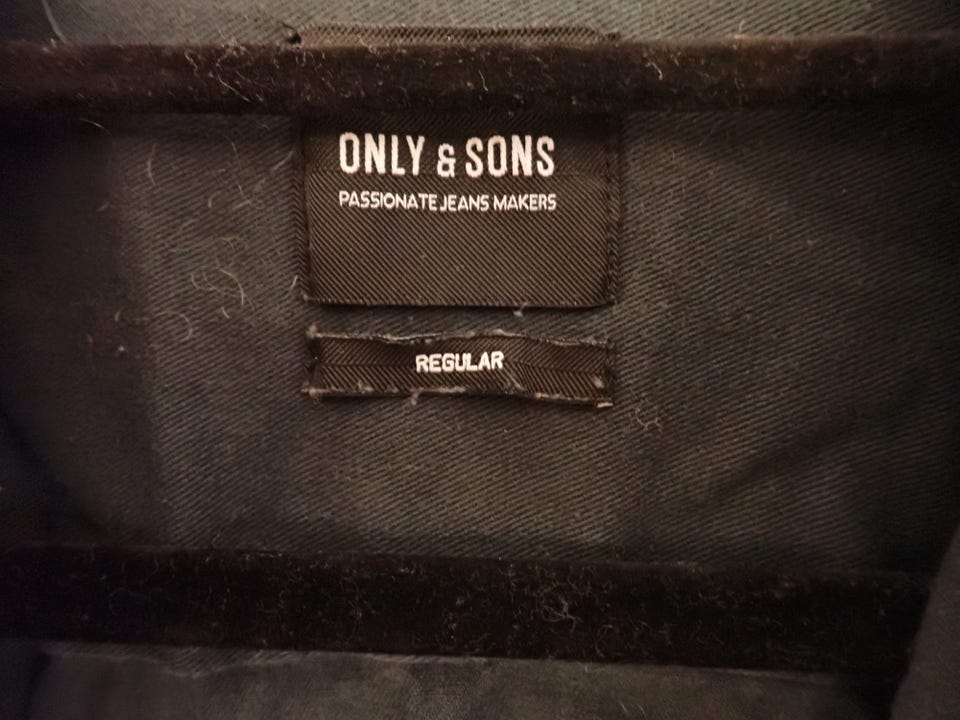 ONLY & SONS
PASSIONATE JEANS MAKERS
REGULAR